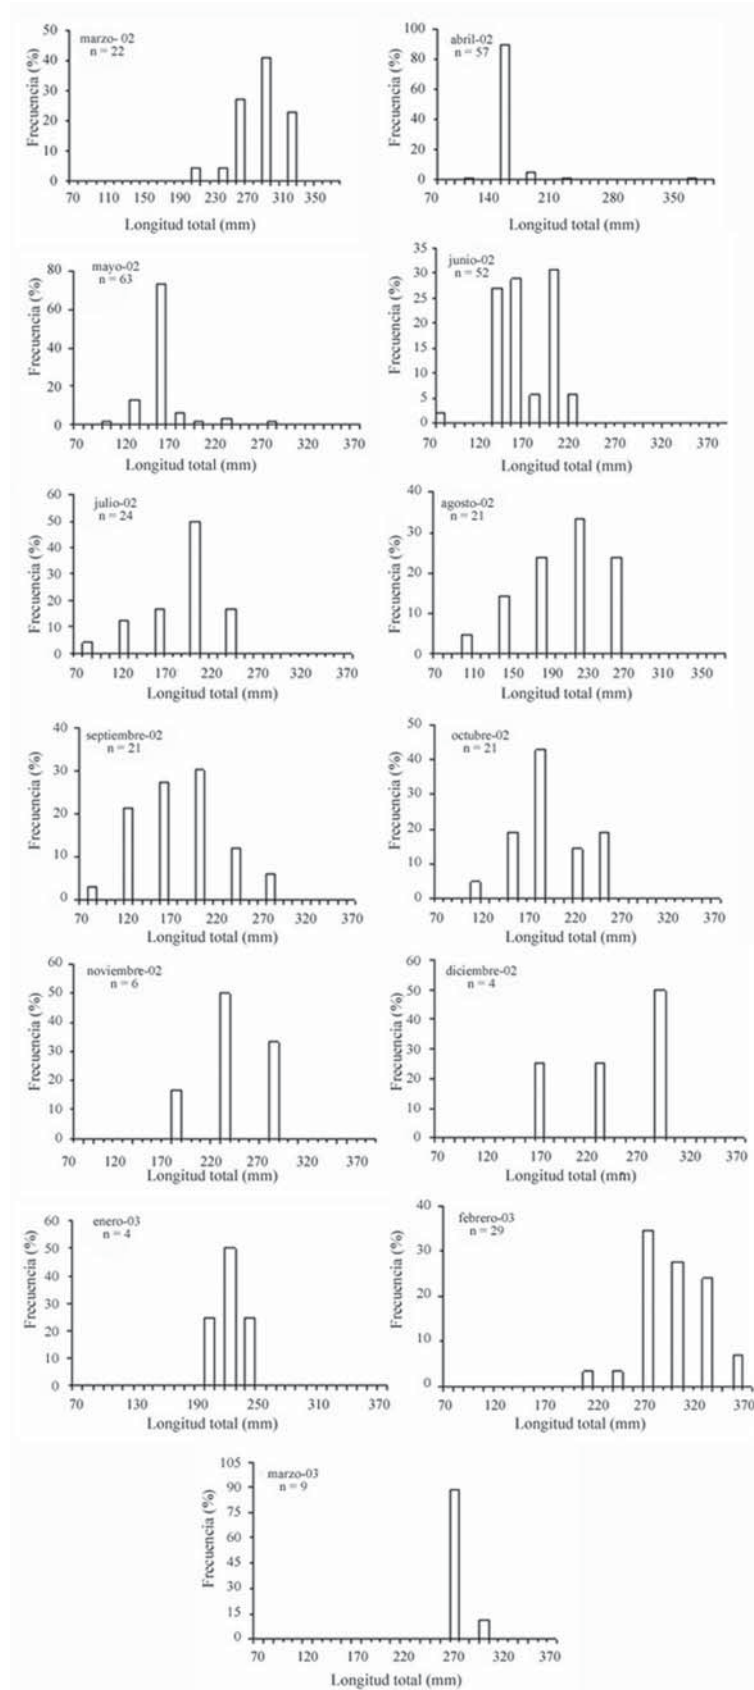 marzo- 02
n = 22
Frecuencia (%)
50
40
30
20
10
0
70 110 150 190 230 270 310 350
Longitud total (mm)
abril-02
n = 57
Frecuencia (%)
100
80
60
40
20
0
70 140 210 280 350
Longitud total (mm)
mayo-02
n = 63
Frecuencia (%)
80
60
40
20
0
70 120 170 220 270 320 370
Longitud total (mm)
junio-02
n = 52
Frecuencia (%)
35
30
25
20
15
10
5
0
70 120 170 220 270 320 370
Longitud total (mm)
julio-02
n = 24
Frecuencia (%)
60
50
40
30
20
10
0
70 120 170 220 270 320 370
Longitud total (mm)
agosto-02
n = 21
Frecuencia (%)
40
30
20
10
0
70 110 150 190 230 270 310 350
Longitud total (mm)
septiembre-02
n = 21
Frecuencia (%)
40
30
20
10
0
70 120 170 220 270 320 370
Longitud total (mm)
octubre-02
n = 21
Frecuencia (%)
50
40
30
20
10
0
70 120 170 220 270 320 370
Longitud total (mm)
noviembre-02
n = 6
Frecuencia (%)
60
50
40
30
20
10
0
70 120 170 220 270 320 370
Longitud total (mm)
diciembre-02
n = 4
Frecuencia (%)
60
50
40
30
20
10
0
70 120 170 220 270 320 370
Longitud total (mm)
enero-03
n = 4
Frecuencia (%)
60
50
40
30
20
10
0
70 130 190 250 310 370
Longitud total (mm)
febrero-03
n = 29
Frecuencia (%)
40
30
20
10
0
70 120 170 220 270 320 370
Longitud total (mm)
marzo-03
n = 9
Frecuencia (%)
105
90
75
60
45
30
15
0
70 120 170 220 270 320 370
Longitud total (mm)